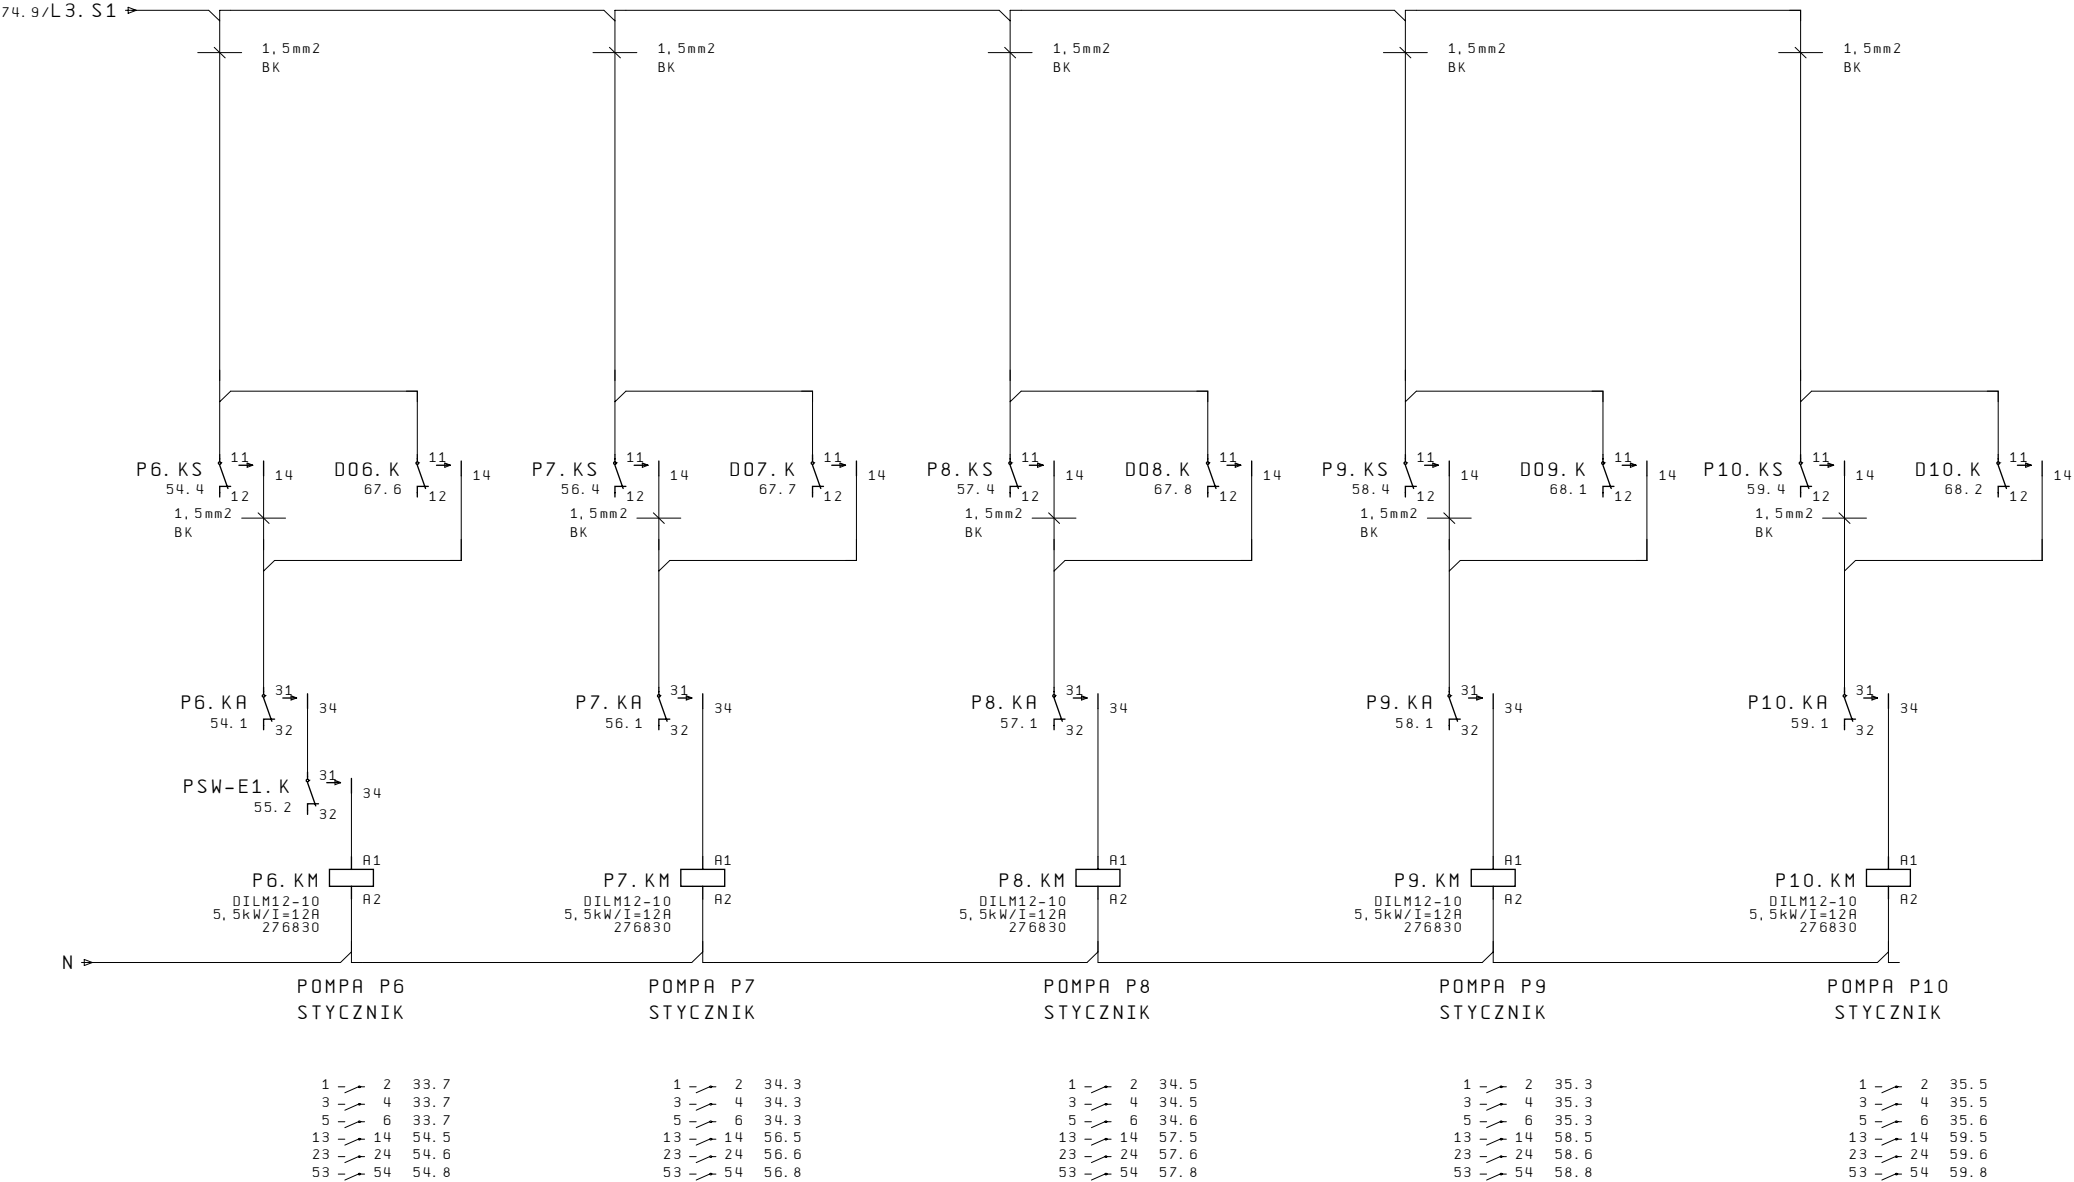 74.9/L3.S1
1,5mm2
BK
1,5mm2
BK
1,5mm2
BK
1,5mm2
BK
1,5mm2
BK
P6.KS 11 14
54.4 12
1,5mm2
BK
DO6.K 11 14
67.6 12
P7.KS 11 14
56.4 12
1,5mm2
BK
DO7.K 11 14
67.7 12
P8.KS 11 14
57.4 12
1,5mm2
BK
DO8.K 11 14
67.8 12
P9.KS 11 14
58.4 12
1,5mm2
BK
DO9.K 11 14
68.1 12
P10.KS 11 14
59.4 12
1,5mm2
BK
D10.K 11 14
68.2 12
P6.KA 31 34
54.1 32
P7.KA 31 34
56.1 32
P8.KA 31 34
57.1 32
P9.KA 31 34
58.1 32
P10.KA 31 34
59.1 32
PSW-E1.K 31 34
55.2 32
P6.KM A1
DILM12-10 A2
5,5kW/I=12A
276830
P7.KM A1
DILM12-10 A2
5,5kW/I=12A
276830
P8.KM A1
DILM12-10 A2
5,5kW/I=12A
276830
P9.KM A1
DILM12-10 A2
5,5kW/I=12A
276830
P10.KM A1
DILM12-10 A2
5,5kW/I=12A
276830
N
POMPA P6
STYCZNIK
POMPA P7
STYCZNIK
POMPA P8
STYCZNIK
POMPA P9
STYCZNIK
POMPA P10
STYCZNIK
1 2 33.7
3 4 33.7
5 6 33.7
13 14 54.5
23 24 54.6
53 54 54.8
1 2 34.3
3 4 34.3
5 6 34.3
13 14 56.5
23 24 56.6
53 54 56.8
1 2 34.5
3 4 34.5
5 6 34.6
13 14 57.5
23 24 57.6
53 54 57.8
1 2 35.3
3 4 35.3
5 6 35.3
13 14 58.5
23 24 58.6
53 54 58.8
1 2 35.5
3 4 35.5
5 6 35.6
13 14 59.5
23 24 59.6
53 54 59.8